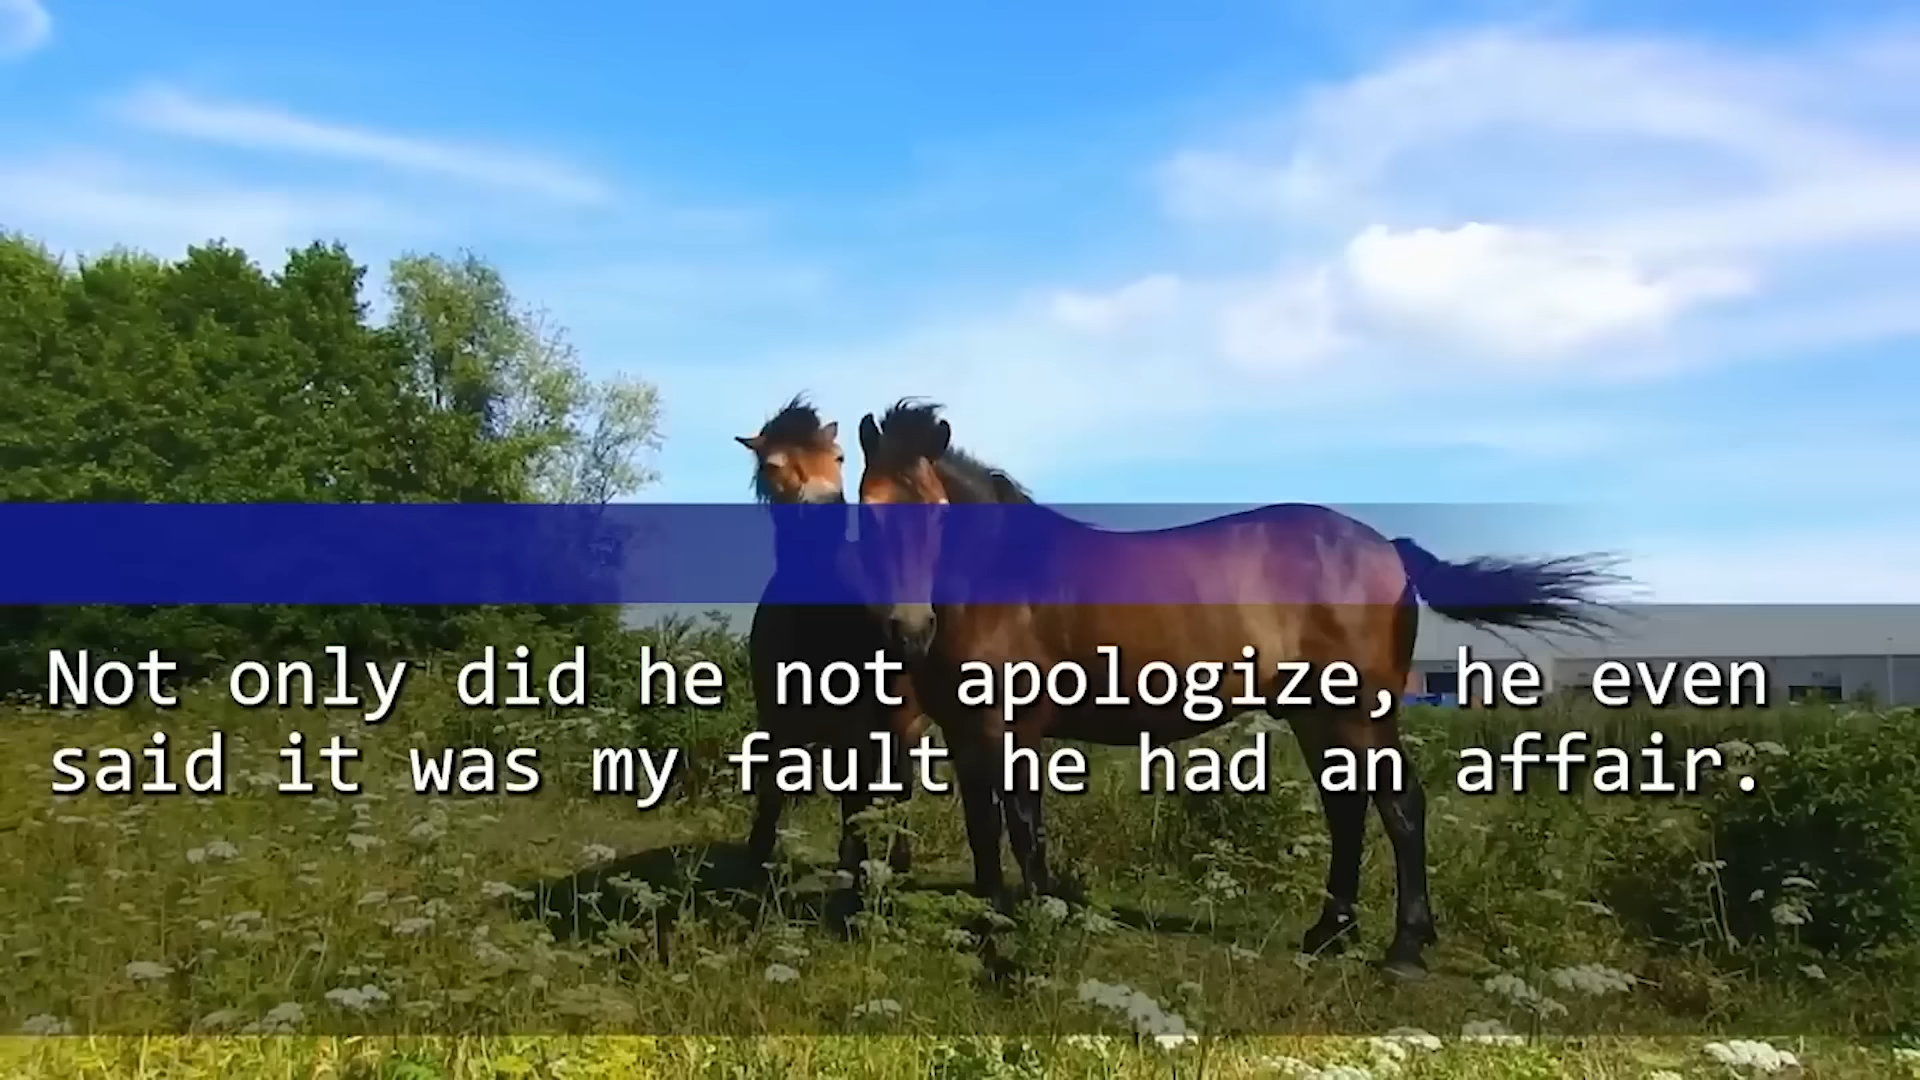 Not only did he not apologize, he even
said it was my fault he had an affair.